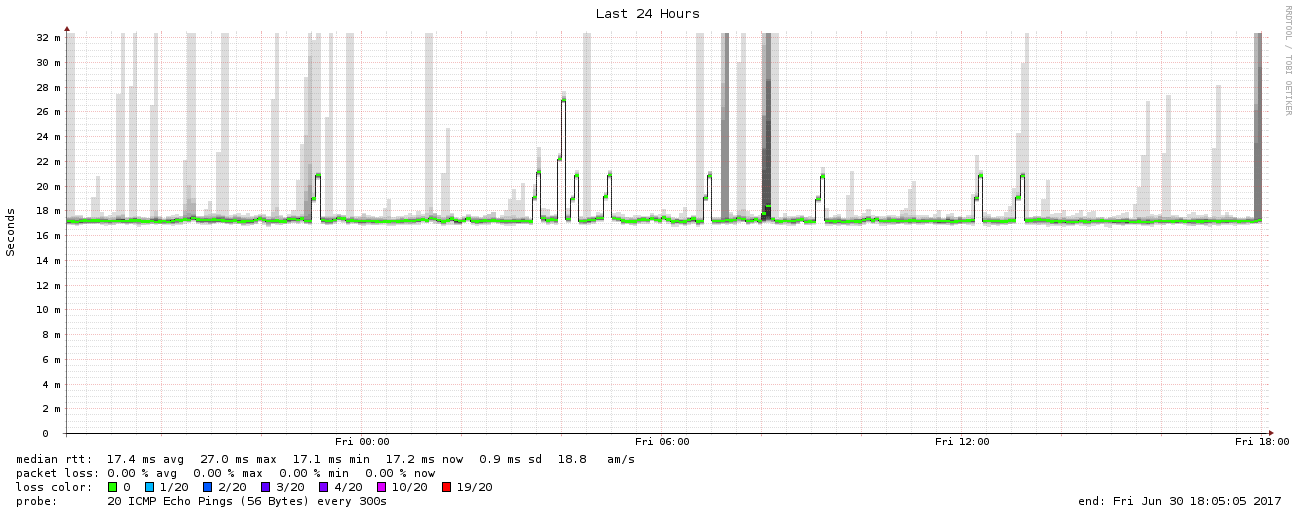 Last 24 Hours
RRDTOOL / TOBI OETIKER
Seconds
32 m
30 m
28 m
26 m
24 m
22 m
20 m
18 m
16 m
14 m
12 m
10 m
8 m
6 m
4 m
2 m
0
Fri 00:00 Fri 06:00 Fri 12:00 Fri 18:00
median rtt: 17.4 ms avg 27.0 ms max 17.1 ms min 17.2 ms now 0.9 ms sd 18.8 am/s
packet loss: 0.00 % avg 0.00 % max 0.00 % min 0.00 % now
loss color: 0 1/20 2/20 3/20 4/20 10/20 19/20
probe: 20 ICMP Echo Pings (56 Bytes) every 300s end: Fri Jun 30 18:05:05 2017